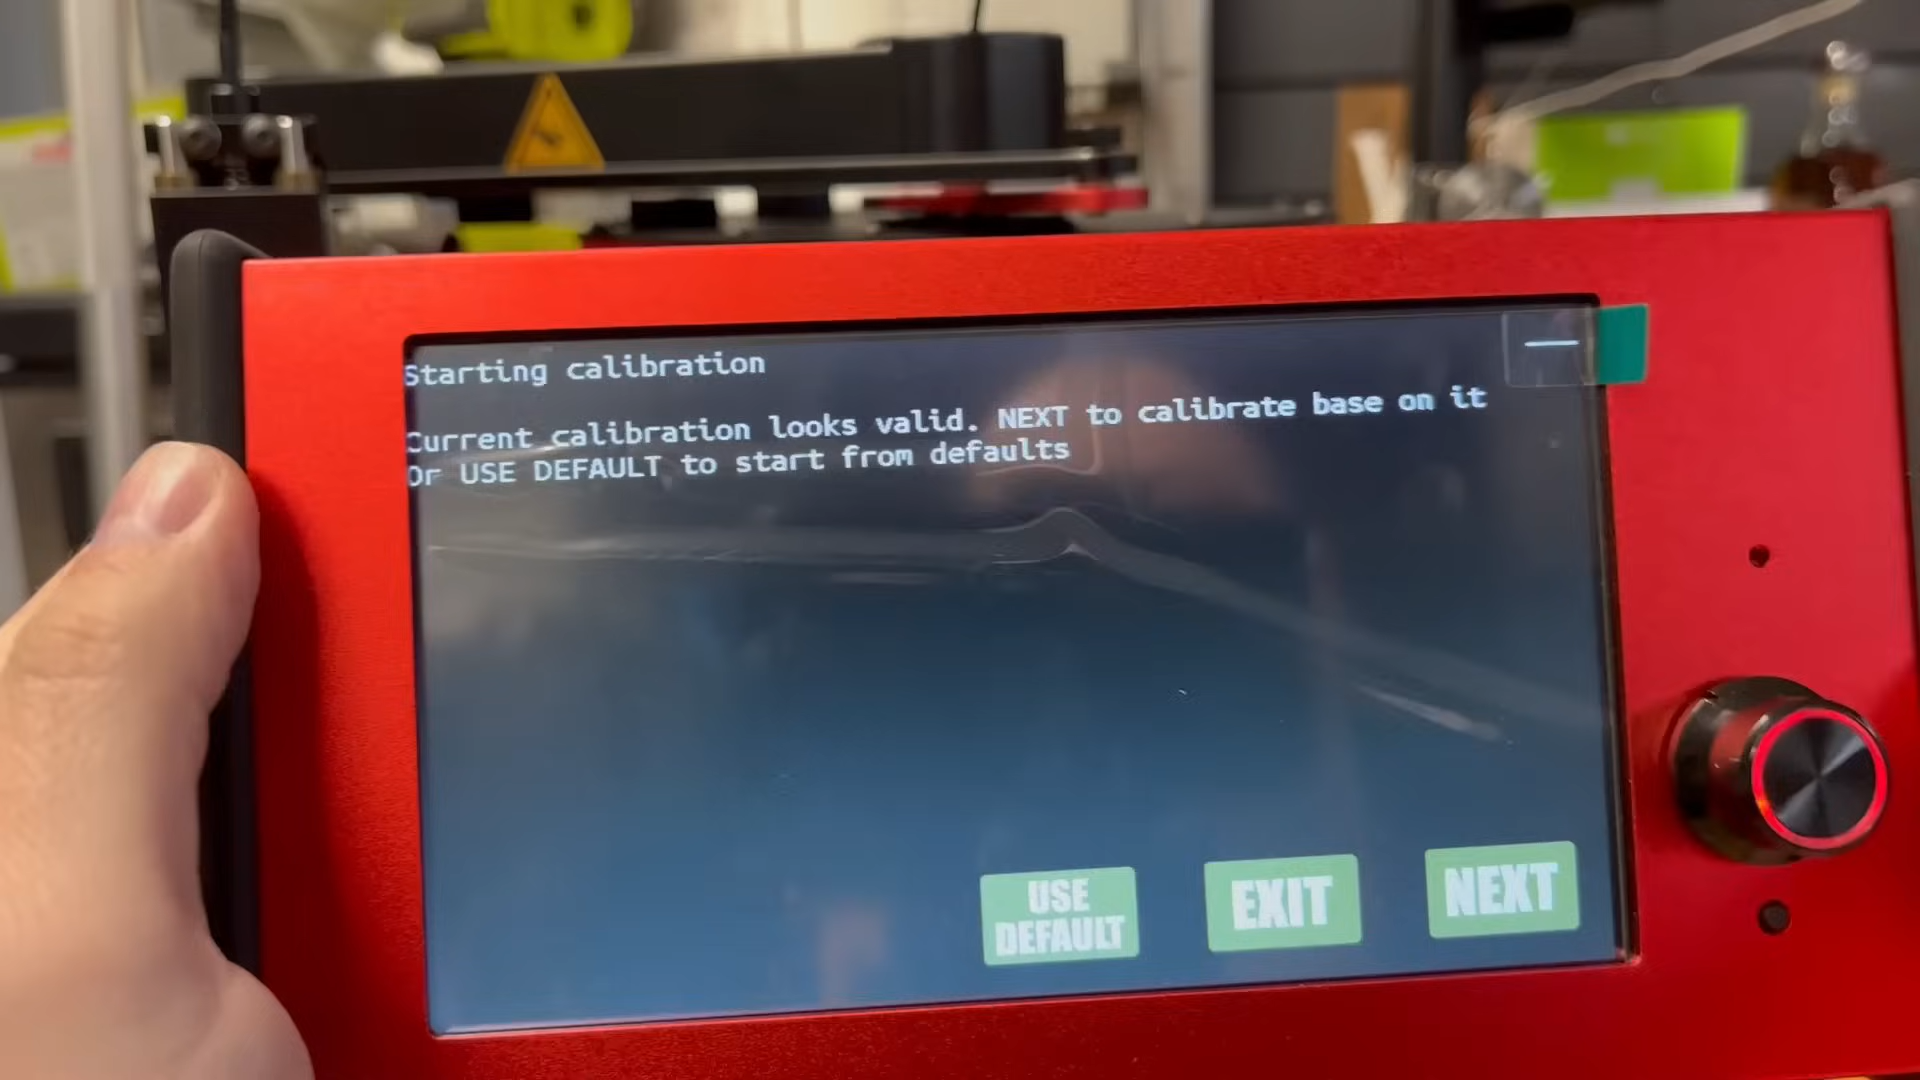 Starting calibration
Current calibration looks valid. NEXT to calibrate base on it
Or USE DEFAULT to start from defaults
USE
DEFAULT
EXIT
NEXT